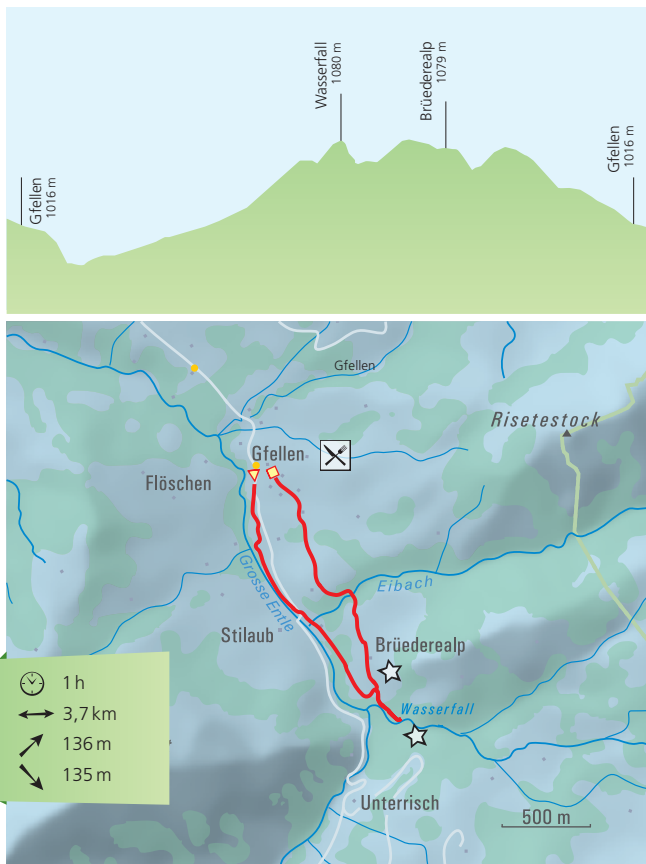 Wasserfall
1080 m
Brüederealp
1079 m
Gfellen
1016 m
Gfellen
1016 m
Gfellen
Risetestock
Gfellen
Flöschen
Grosse Entle
Eibach
Stilaub
Brüederealp
Wasserfall
1 h
3,7 km
136 m
135 m
Unterrisch
500 m